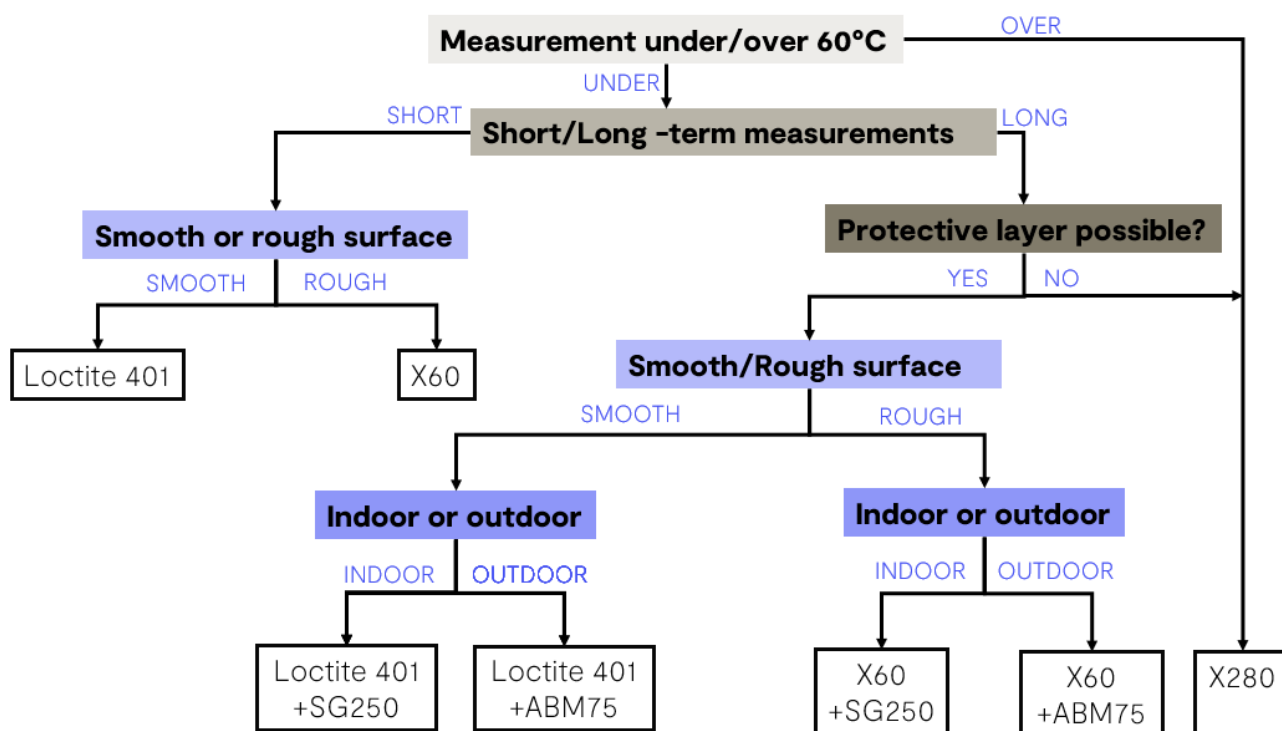 Measurement under/over 60°C
OVER
UNDER
SHORT
Short/Long -term measurements
LONG
Smooth or rough surface
Protective layer possible?
SMOOTH
ROUGH
YES
NO
Loctite 401
X60
Smooth/Rough surface
SMOOTH
ROUGH
Indoor or outdoor
Indoor or outdoor
INDOOR
OUTDOOR
INDOOR
OUTDOOR
Loctite 401
+SG250
Loctite 401
+ABM75
X60
+SG250
X60
+ABM75
X280